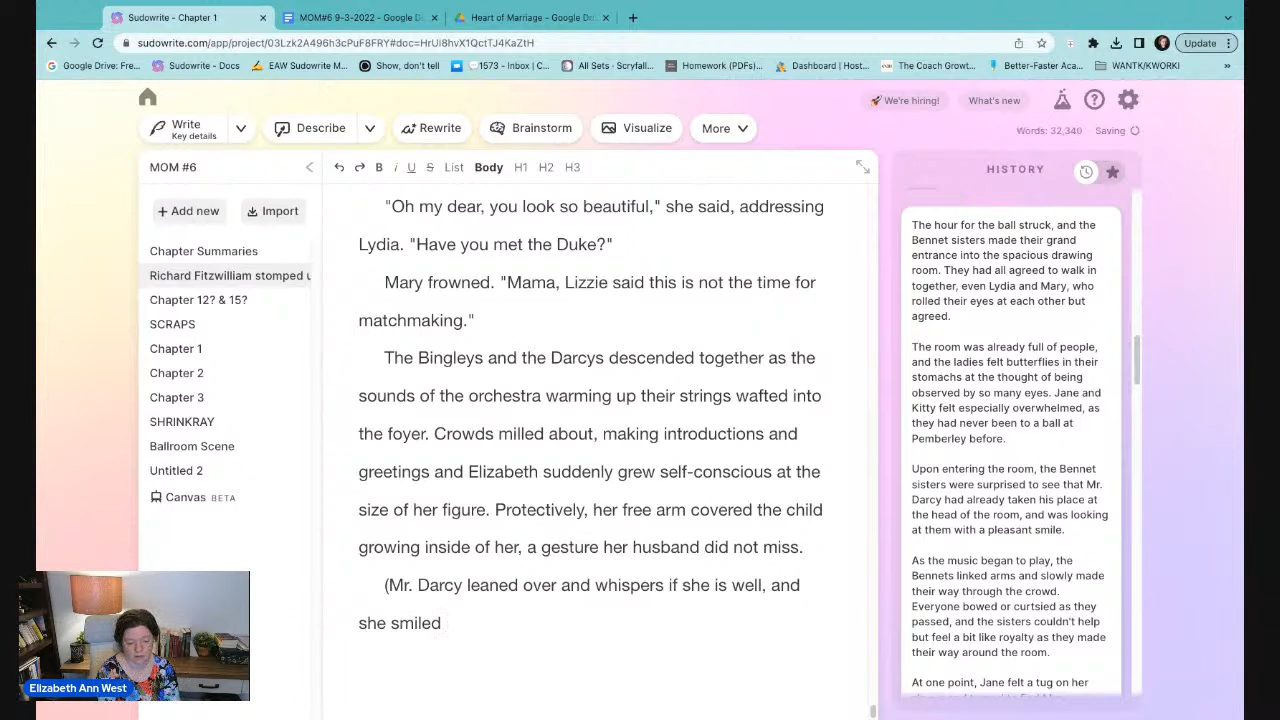 Sudowrite - Chapter 1
MOM#6 9-3-2022 - Google D
Heart of Marriage - Google Dri
sudowrite.com/app/project/03Lzk2A496h3cPuF8FRY#doc=HrUi8hvX1QctTJ4KaZtH
Update
Google Drive: Fre...
Sudowrite - Docs
EAW Sudowrite M...
Show, don't tell
1573 - Inbox | C...
All Sets · Scryfall...
Homework (PDFs)...
Dashboard | Host...
The Coach Growt...
Better-Faster Aca...
WANTK/KWORKI
We're hiring!
What's new
Write
Key details
Describe
Rewrite
Brainstorm
Visualize
More
Words: 32,340
Saving
MOM #6
B i U S List Body H1 H2 H3
HISTORY
+ Add new
Import
Chapter Summaries
Richard Fitzwilliam stomped u
Chapter 12? & 15?
SCRAPS
Chapter 1
Chapter 2
Chapter 3
SHRINKRAY
Ballroom Scene
Untitled 2
Canvas BETA
"Oh my dear, you look so beautiful," she said, addressing
Lydia. "Have you met the Duke?"
Mary frowned. "Mama, Lizzie said this is not the time for
matchmaking."
The Bingleys and the Darcys descended together as the
sounds of the orchestra warming up their strings wafted into
the foyer. Crowds milled about, making introductions and
greetings and Elizabeth suddenly grew self-conscious at the
size of her figure. Protectively, her free arm covered the child
growing inside of her, a gesture her husband did not miss.
(Mr. Darcy leaned over and whispers if she is well, and
she smiled
The hour for the ball struck, and the
Bennet sisters made their grand
entrance into the spacious drawing
room. They had all agreed to walk in
together, even Lydia and Mary, who
rolled their eyes at each other but
agreed.
The room was already full of people,
and the ladies felt butterflies in their
stomachs at the thought of being
observed by so many eyes. Jane and
Kitty felt especially overwhelmed, as
they had never been to a ball at
Pemberley before.
Upon entering the room, the Bennet
sisters were surprised to see that Mr.
Darcy had already taken his place at
the head of the room, and was looking
at them with a pleasant smile.
As the music began to play, the
Bennets linked arms and slowly made
their way through the crowd.
Everyone bowed or curtsied as they
passed, and the sisters couldn't help
but feel a bit like royalty as they made
their way around the room.
At one point, Jane felt a tug on her
Elizabeth Ann West